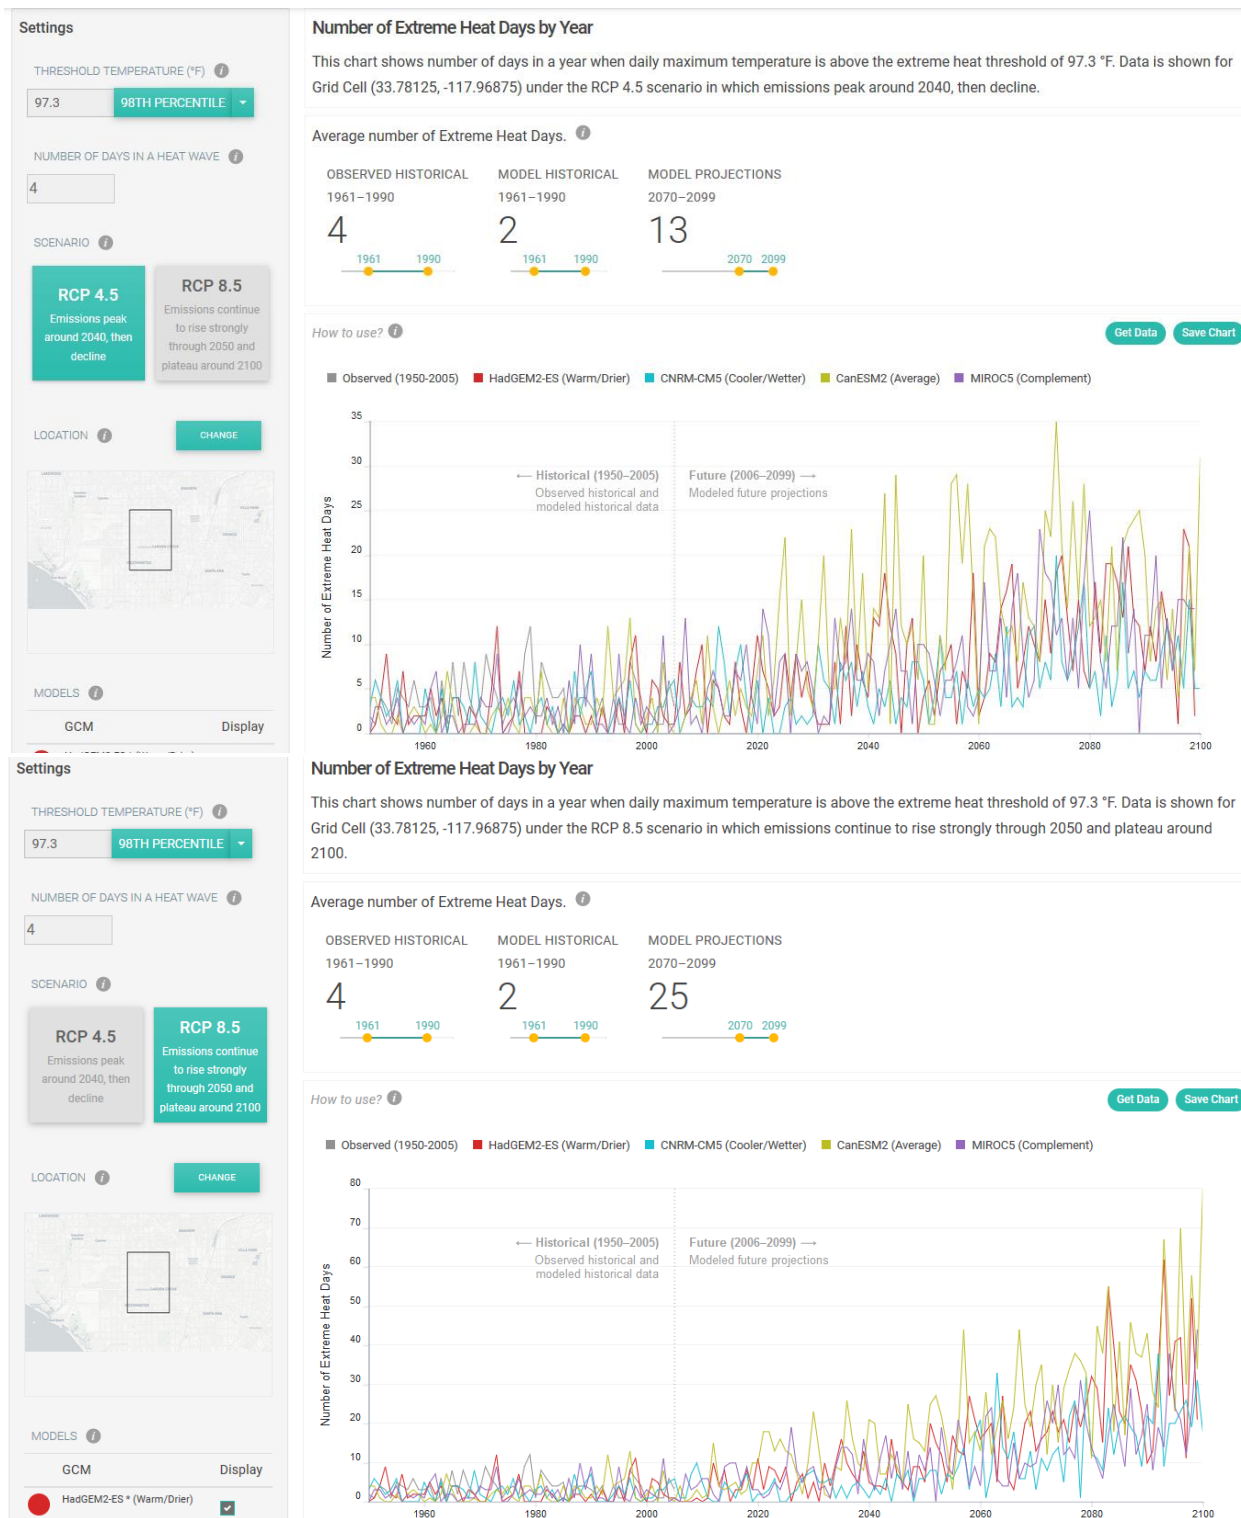 Settings
THRESHOLD TEMPERATURE (°F)
97.3 98TH PERCENTILE
NUMBER OF DAYS IN A HEAT WAVE
4
SCENARIO
RCP 4.5
Emissions peak
around 2040, then
decline
RCP 8.5
Emissions continue
to rise strongly
through 2050 and
plateau around 2100
LOCATION CHANGE
MODELS
GCM Display
Number of Extreme Heat Days by Year
This chart shows number of days in a year when daily maximum temperature is above the extreme heat threshold of 97.3 °F. Data is shown for
Grid Cell (33.78125, -117.96875) under the RCP 4.5 scenario in which emissions peak around 2040, then decline.
Average number of Extreme Heat Days.
OBSERVED HISTORICAL MODEL HISTORICAL MODEL PROJECTIONS
1961–1990 1961–1990 2070–2099
4 2 13
1961 1990 1961 1990 2070 2099
How to use? Get Data Save Chart
Observed (1950-2005) HadGEM2-ES (Warm/Drier) CNRM-CM5 (Cooler/Wetter) CanESM2 (Average) MIROC5 (Complement)
Number of Extreme Heat Days
35
30
25
20
15
10
5
0
← Historical (1950–2005) Future (2006–2099) →
Observed historical and Modeled future projections
modeled historical data
1960 1980 2000 2020 2040 2060 2080 2100
Settings
THRESHOLD TEMPERATURE (°F)
97.3 98TH PERCENTILE
NUMBER OF DAYS IN A HEAT WAVE
4
SCENARIO
RCP 4.5
Emissions peak
around 2040, then
decline
RCP 8.5
Emissions continue
to rise strongly
through 2050 and
plateau around 2100
LOCATION CHANGE
MODELS
GCM Display
HadGEM2-ES * (Warm/Drier)
Number of Extreme Heat Days by Year
This chart shows number of days in a year when daily maximum temperature is above the extreme heat threshold of 97.3 °F. Data is shown for
Grid Cell (33.78125, -117.96875) under the RCP 8.5 scenario in which emissions continue to rise strongly through 2050 and plateau around
2100.
Average number of Extreme Heat Days.
OBSERVED HISTORICAL MODEL HISTORICAL MODEL PROJECTIONS
1961–1990 1961–1990 2070–2099
4 2 25
1961 1990 1961 1990 2070 2099
How to use? Get Data Save Chart
Observed (1950-2005) HadGEM2-ES (Warm/Drier) CNRM-CM5 (Cooler/Wetter) CanESM2 (Average) MIROC5 (Complement)
Number of Extreme Heat Days
80
70
60
50
40
30
20
10
0
← Historical (1950–2005) Future (2006–2099) →
Observed historical and Modeled future projections
modeled historical data
1960 1980 2000 2020 2040 2060 2080 2100